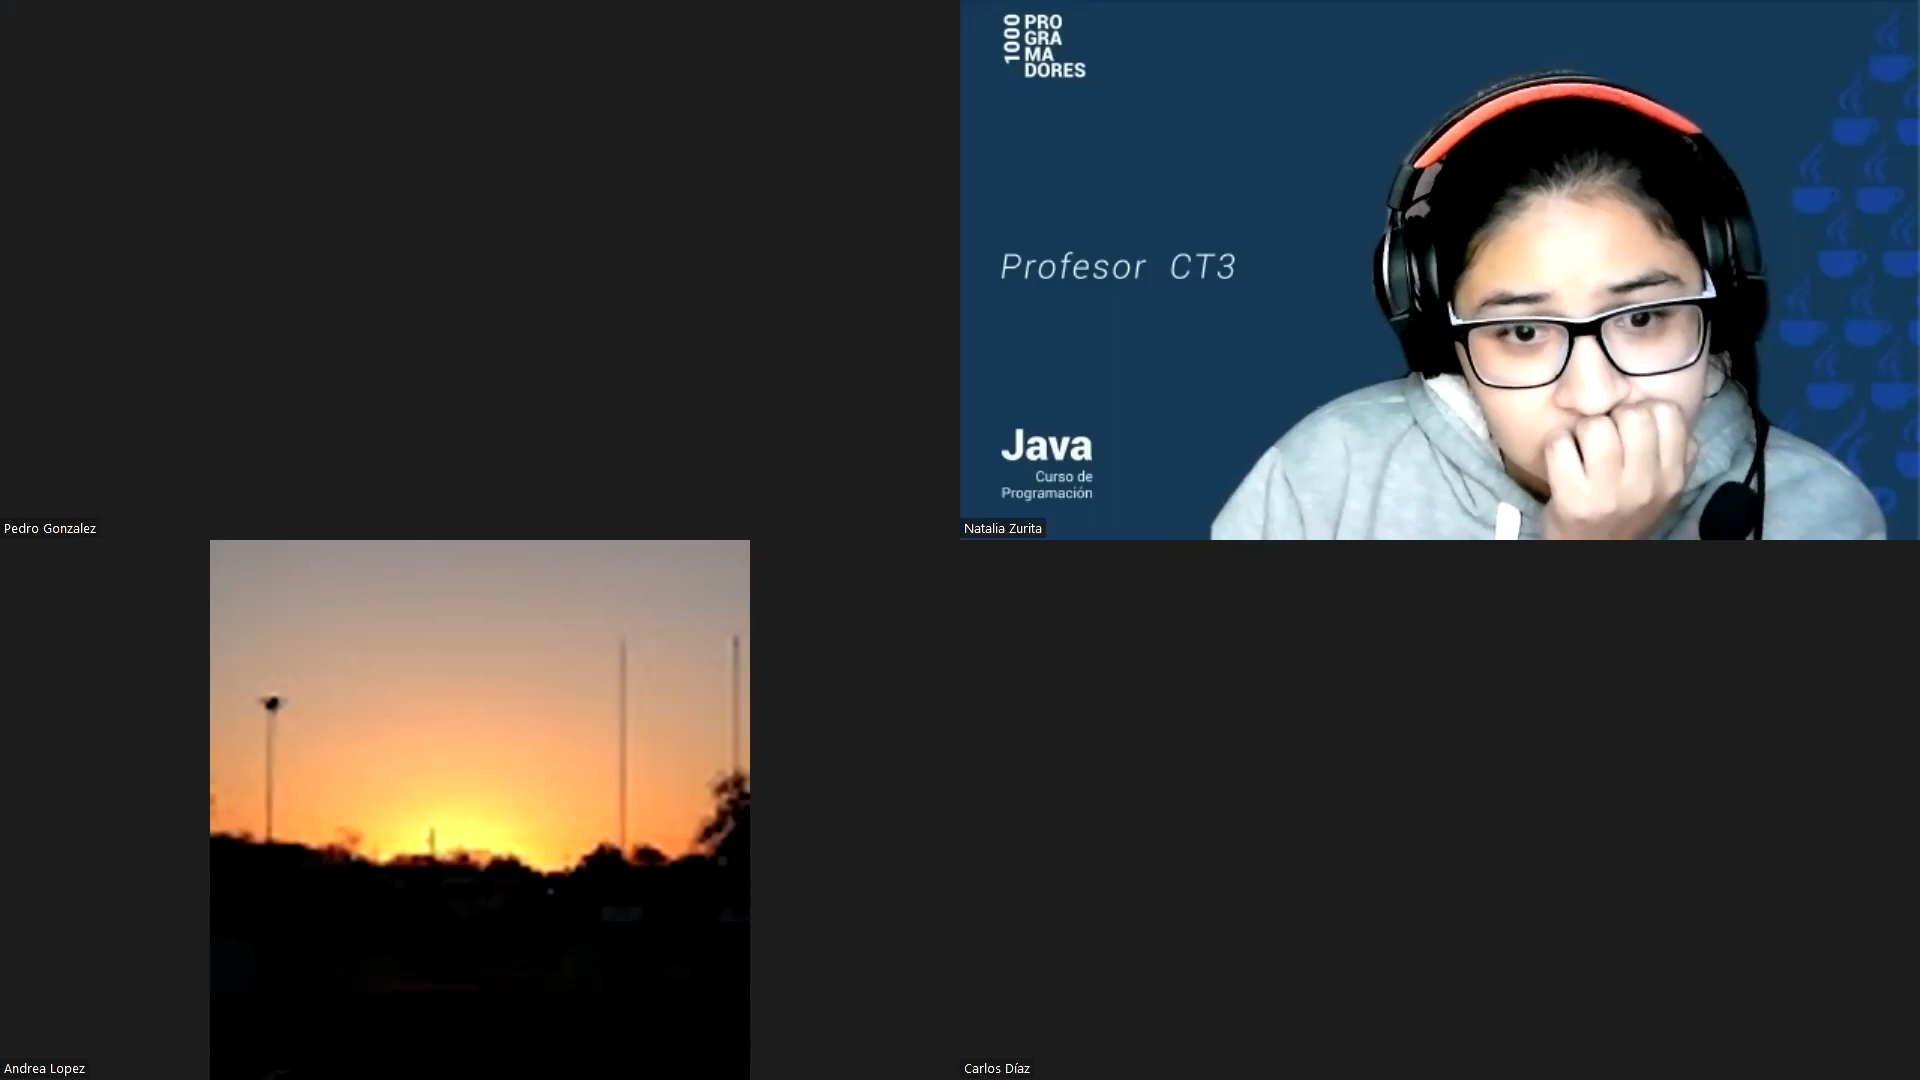 1000
PRO
GRA
MA
DORES
Profesor CT3
Java
Curso de
Programación
Pedro Gonzalez
Natalia Zurita
Andrea Lopez
Carlos Díaz